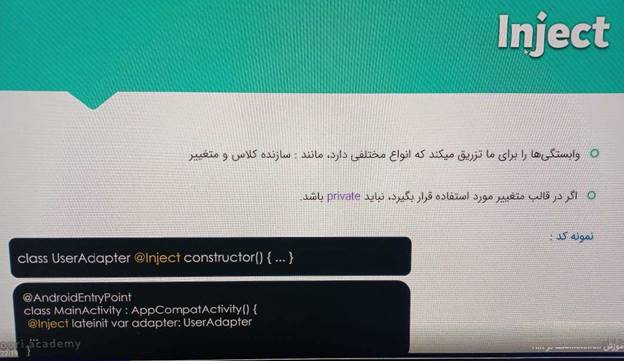 Inject
وابستگی‌ها را برای ما تزریق میکند که انواع مختلفی دارد، مانند : سازنده کلاس و متغییر
اگر در قالب متغییر مورد استفاده قرار بگیرد، نباید private باشد.
نمونه کد :
class UserAdapter @Inject constructor() { ... }
@AndroidEntryPoint
class MainActivity : AppCompatActivity() {
@Inject lateinit var adapter: UserAdapter
academy
}